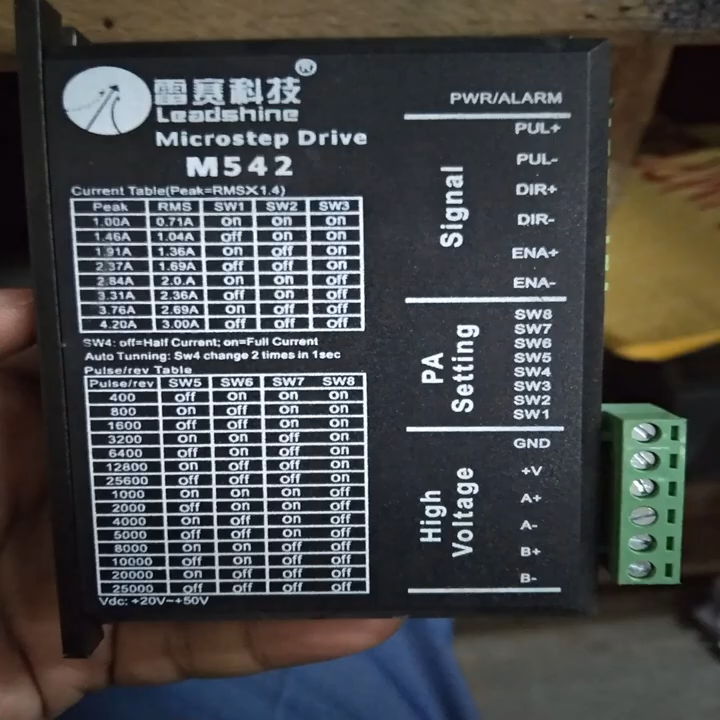 雷赛科技®
Leadshine
Microstep Drive
M542
Current Table(Peak=RMSX1.4)
Peak RMS SW1 SW2 SW3
1.00A 0.71A on on on
1.46A 1.04A off on on
1.91A 1.36A on off on
2.37A 1.69A off off on
2.84A 2.0.A on on off
3.31A 2.36A off on off
3.76A 2.69A on off off
4.20A 3.00A off off off
SW4: off=Half Current; on=Full Current
Auto Tunning: Sw4 change 2 times in 1sec
Pulse/rev Table
Pulse/rev SW5 SW6 SW7 SW8
400 off on on on
800 on off on on
1600 off off on on
3200 on on off on
6400 off on off on
12800 on off off on
25600 off off off on
1000 on on on off
2000 off on on off
4000 on off on off
5000 off off on off
8000 on on off off
10000 off on off off
20000 on off off off
25000 off off off off
Vdc: +20V~+50V
PWR/ALARM
Signal
PUL+
PUL-
DIR+
DIR-
ENA+
ENA-
PA
Setting
SW8
SW7
SW6
SW5
SW4
SW3
SW2
SW1
High
Voltage
GND
+V
A+
A-
B+
B-